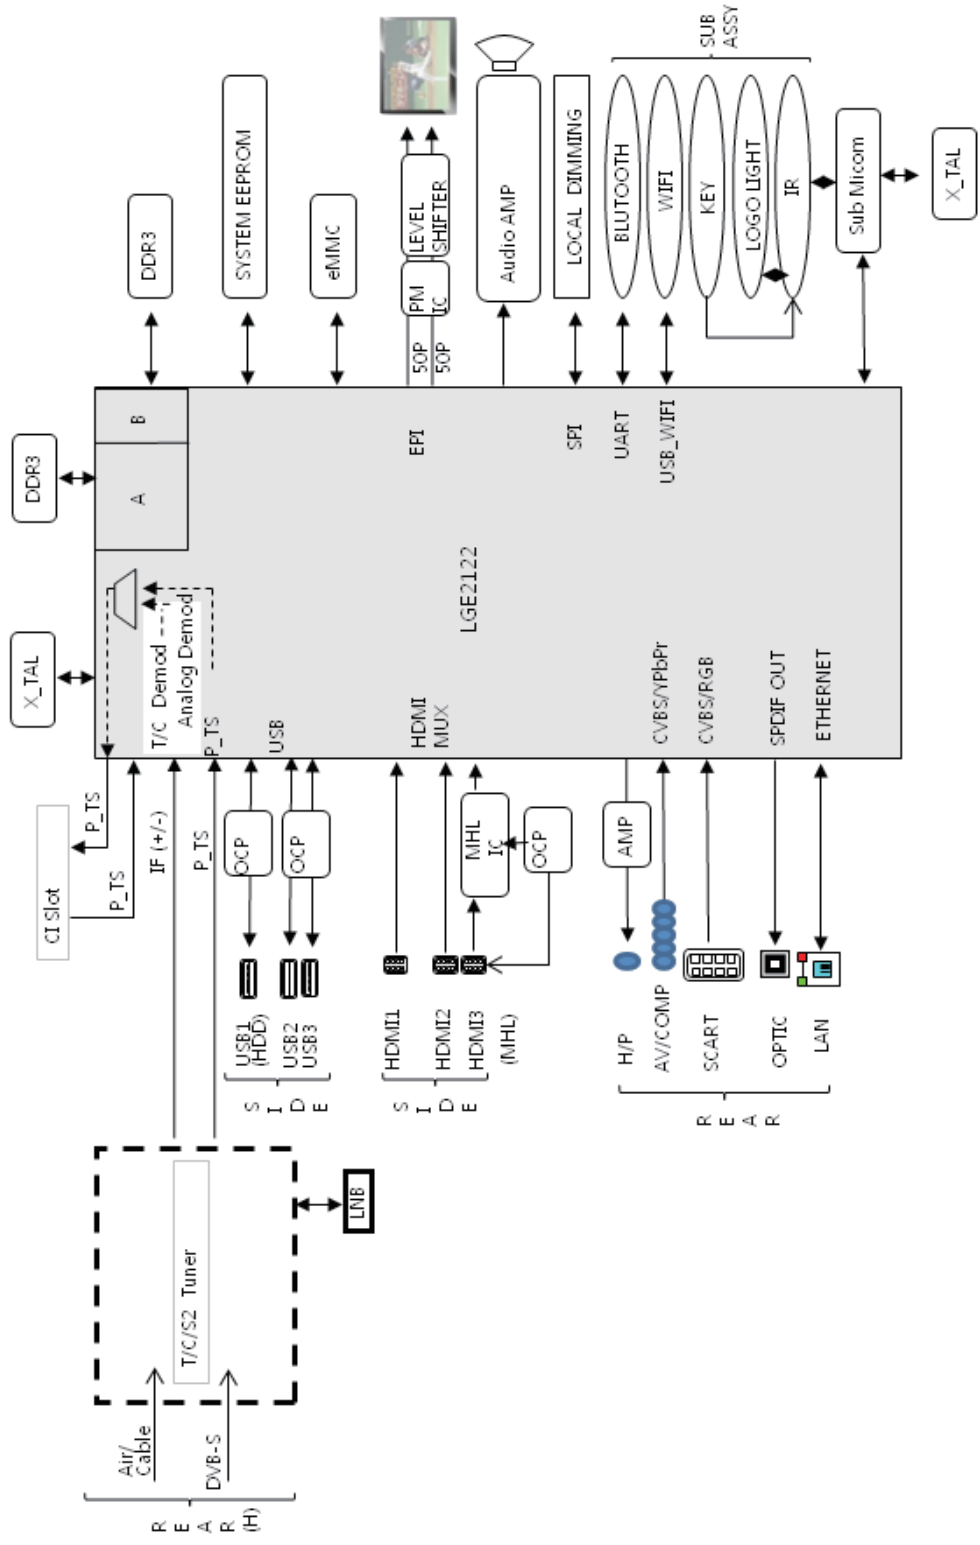 X_TAL
DDR3
CI Slot
P_TS
P_TS
IF (+/-)
P_TS
Air/
Cable
DVB-S
R
E
A
R
(H)
T/C/S2 Tuner
LNB
T/C Demod
Analog Demod
P_TS
A
B
DDR3
SYSTEM EEPROM
eMMC
USB1
(HDD)
USB2
USB3
S
I
D
E
OCP
OCP
USB
HDMI1
HDMI2
HDMI3
(MHL)
S
I
D
E
MHL
IC
OCP
HDMI
MUX
LGE2122
EPI
50P
50P
PM
IC
LEVEL
SHIFTER
Audio AMP
SPI
LOCAL DIMMING
UART
BLUTOOTH
USB_WIFI
WIFI
KEY
LOGO LIGHT
IR
SUB
ASSY
Sub Micom
X_TAL
H/P
AV/COMP
SCART
OPTIC
LAN
R
E
A
R
AMP
CVBS/YPbPr
CVBS/RGB
SPDIF OUT
ETHERNET